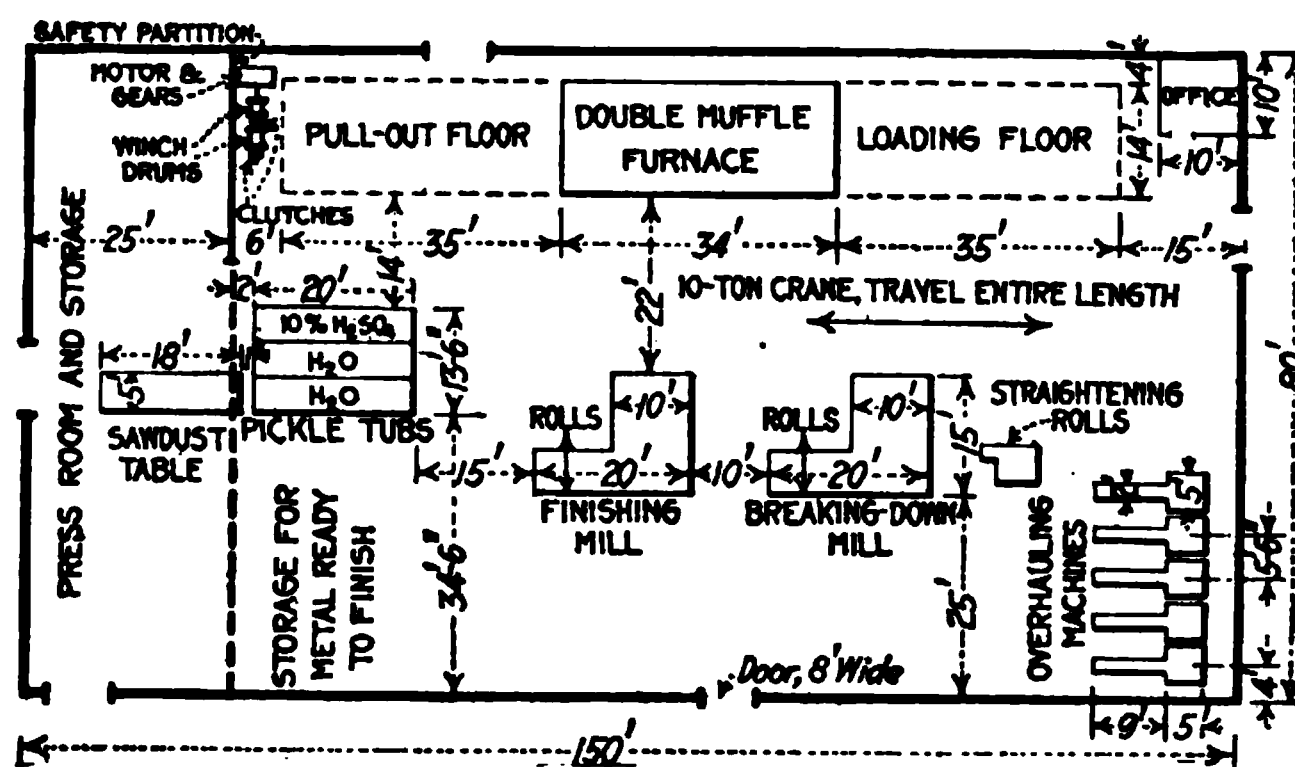 SAFETY PARTITION
MOTOR &
GEARS
WINCH
DRUMS
CLUTCHES
PULL-OUT FLOOR
DOUBLE MUFFLE
FURNACE
LOADING FLOOR
OFFICE
4'
14'
10'
10'
25'
6'
35'
34'
35'
15'
2'
20'
14'
22'
10-TON CRANE, TRAVEL ENTIRE LENGTH
80'
PRESS ROOM AND STORAGE
18'
5'
1'
10% H2SO4
H2O
H2O
13'-6"
PICKLE TUBS
SAWDUST
TABLE
ROLLS
10'
20'
15'
FINISHING
MILL
10'
ROLLS
10'
20'
15'
BREAKING-DOWN
MILL
STRAIGHTENING
ROLLS
STORAGE FOR
METAL READY
TO FINISH
34'-6"
25'
OVERHAULING
MACHINES
5'
5'-6"
4'
Door, 8' Wide
9'
5'
150'